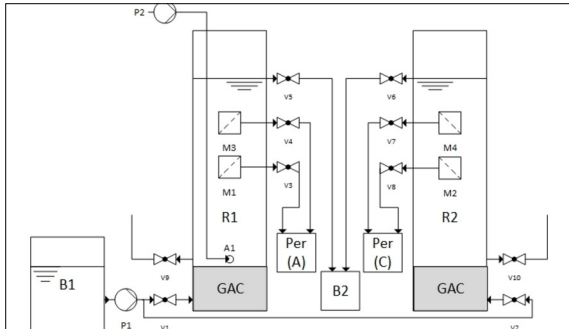 P2
V5
V6
M3
V4
V7
M4
M1
V3
V8
M2
R1
R2
A1
Per
(A)
Per
(C)
V9
V10
B1
GAC
B2
GAC
P1
V1
V2